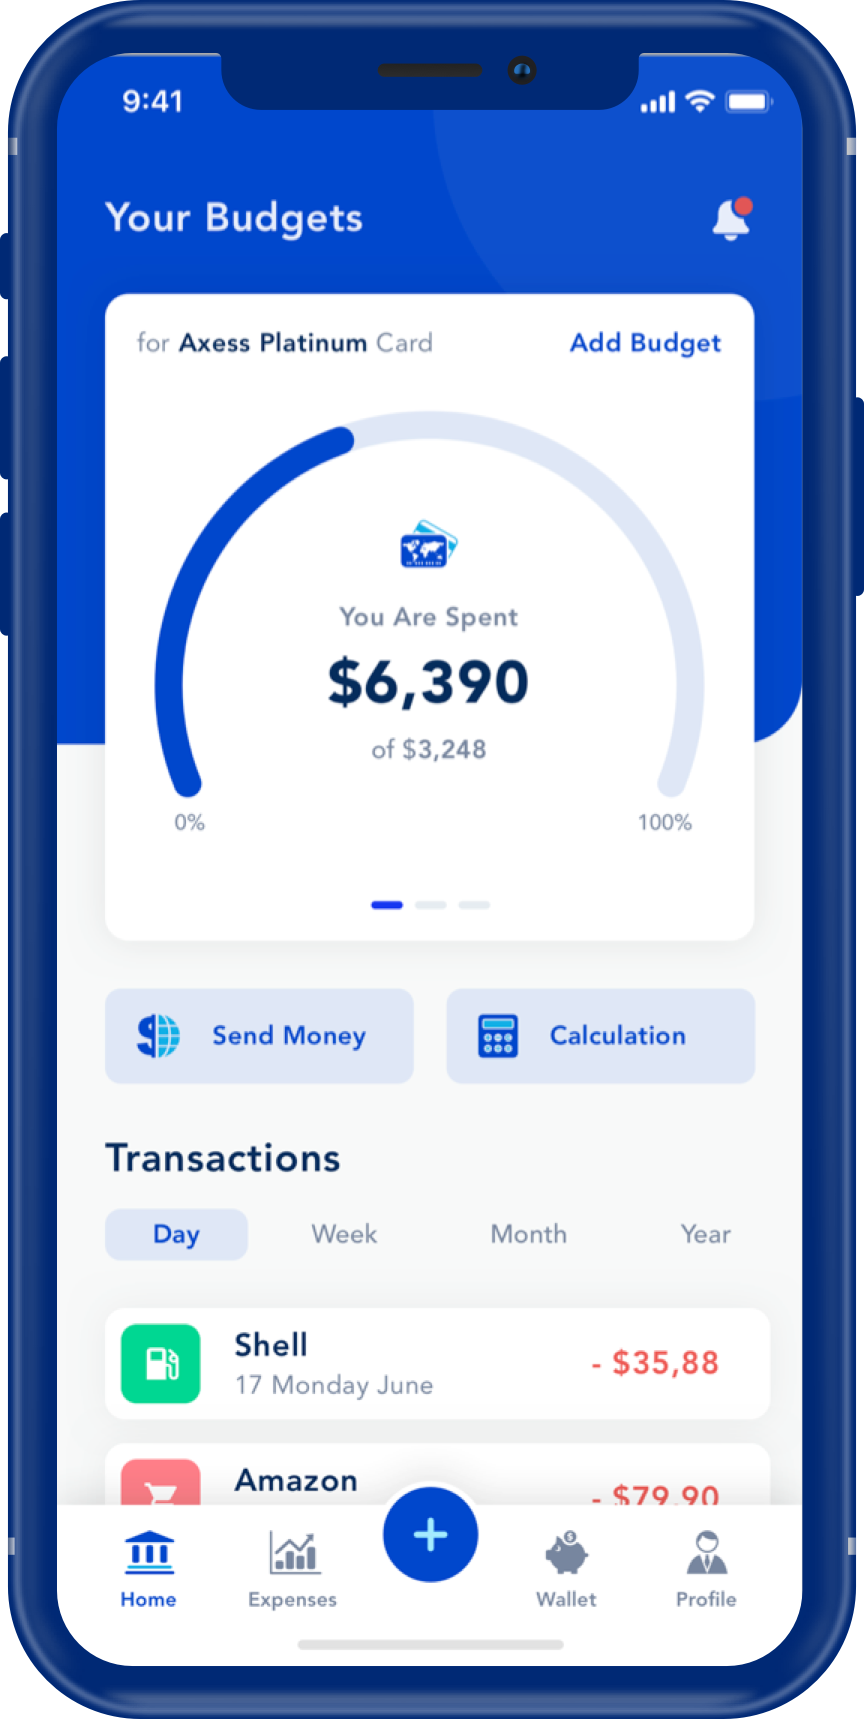 9:41
Your Budgets
for Axess Platinum Card
Add Budget
You Are Spent
$6,390
of $3,248
0%
100%
Send Money
Calculation
Transactions
Day Week Month Year
Shell
- $35,88
17 Monday June
Amazon
- $79,90
Home Expenses Wallet Profile